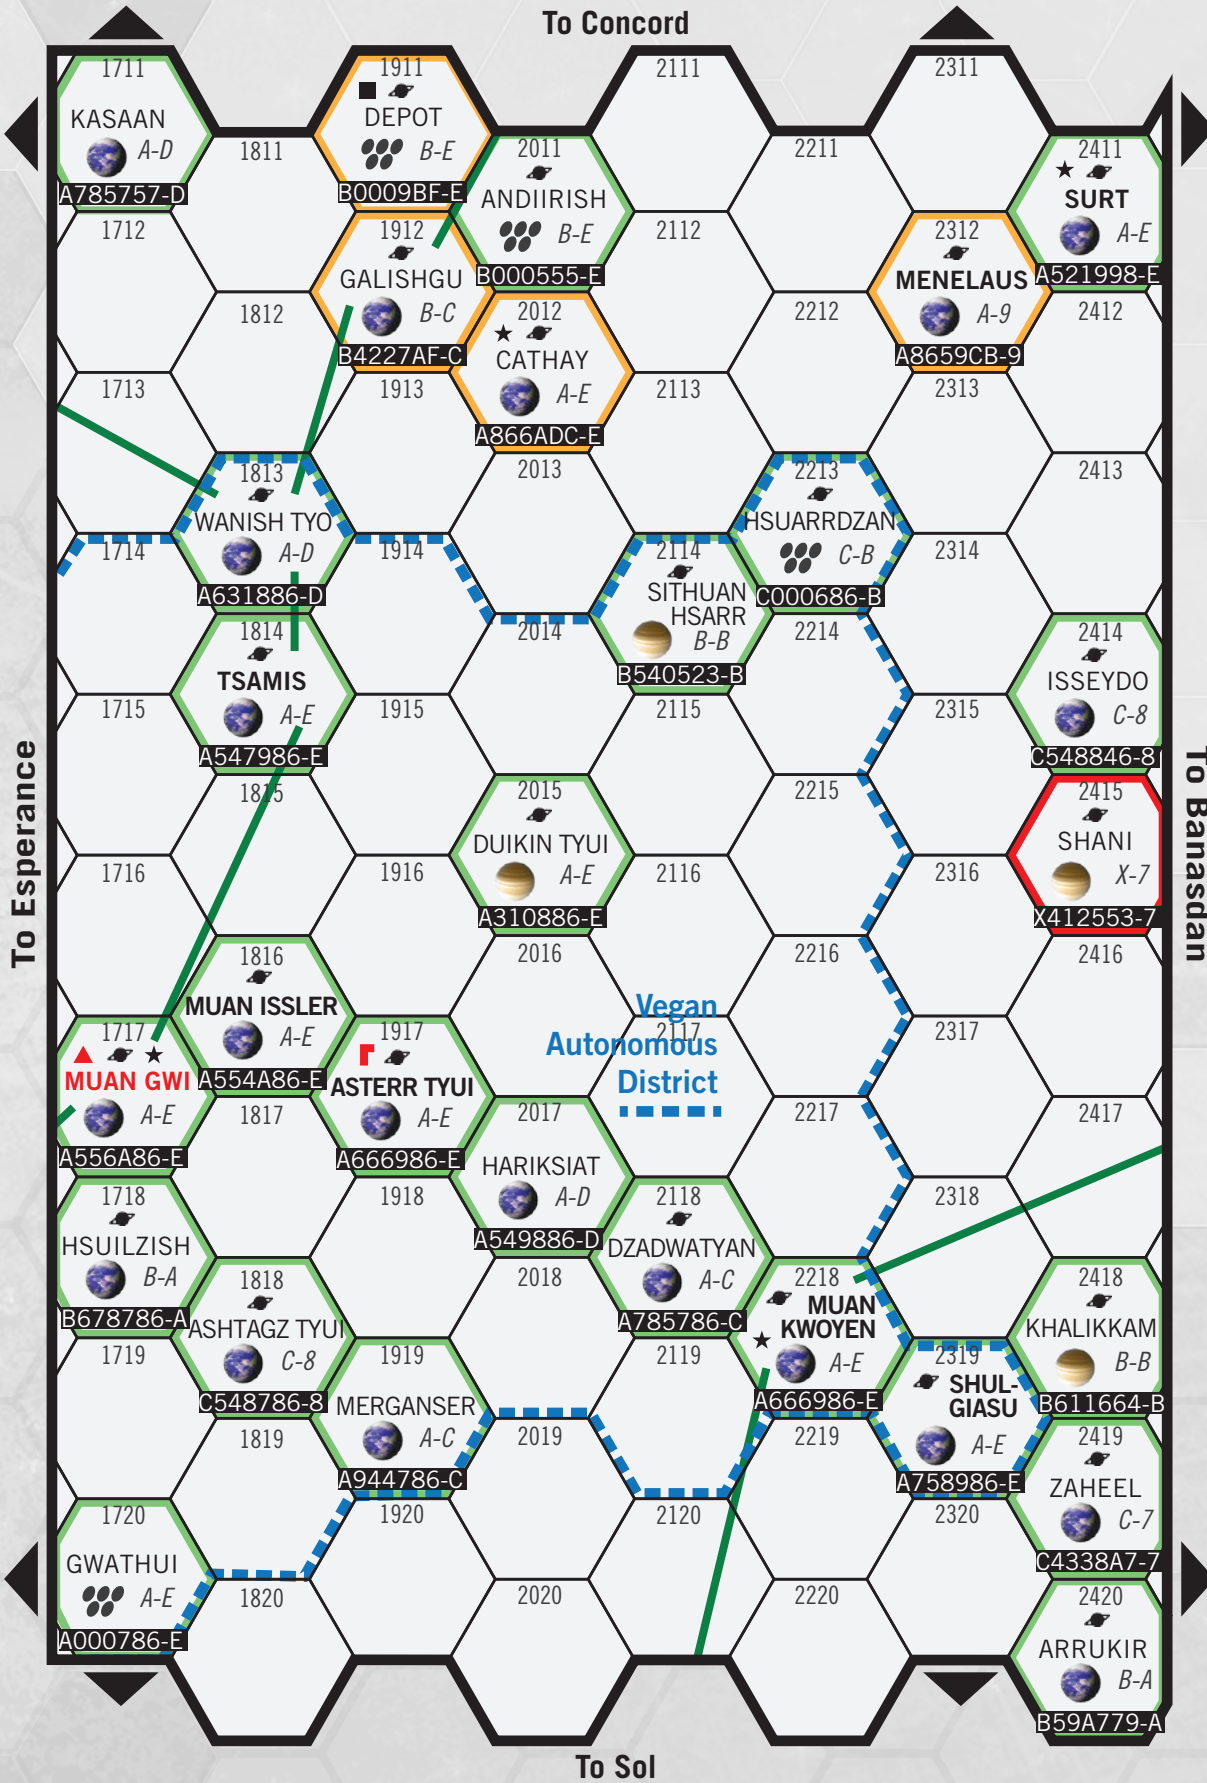 To Concord
1711
KASAAN
A-D
A785757-D
1811
1911
DEPOT
B-E
B0009BF-E
2011
ANDIIRISH
B-E
B000555-E
2111
2211
2311
2411
SURT
A-E
A521998-E
1712
1812
1912
GALISHGU
B-C
B4227AF-C
2012
CATHAY
A-E
A866ADC-E
2112
2212
2312
MENELAUS
A-9
A8659CB-9
2412
1713
1813
WANISH TYO
A-D
A631886-D
1913
2013
2113
2213
HSUARRDZAN
C-B
C000686-B
2313
2413
1714
1814
TSAMIS
A-E
A547986-E
1914
2014
2114
SITHUAN
HSARR
B-B
B540523-B
2214
2314
2414
ISSEYDO
C-8
C548846-8
1715
1815
1915
2015
DUIKIN TYUI
A-E
A310886-E
2115
2215
2315
2415
SHANI
X-7
X412553-7
To Esperance
To Banasdan
1716
1816
MUAN ISSLER
A-E
A554A86-E
1916
2016
2116
2216
2316
2416
Vegan
Autonomous
District
1717
MUAN GWI
A-E
A556A86-E
1817
1917
ASTERR TYUI
A-E
A666986-E
2017
HARIKSIAT
A-D
A549886-D
2117
2217
2317
2417
1718
HSUILZISH
B-A
B678786-A
1818
ASHTAGZ TYUI
C-8
C548786-8
1918
2018
2118
DZADWATYAN
A-C
A785786-C
2218
MUAN
KWOYEN
A-E
A666986-E
2318
2418
KHALIKKAM
B-B
B611664-B
1719
1819
1919
MERGANSER
A-C
A944786-C
2019
2119
2219
2319
SHUL-
GIASU
A-E
A758986-E
2419
ZAHEEL
C-7
C4338A7-7
1720
GWATHUI
A-E
A000786-E
1820
1920
2020
2120
2220
2320
2420
ARRUKIR
B-A
B59A779-A
To Sol